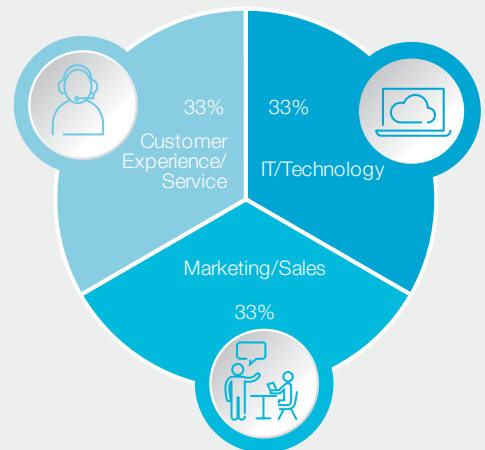 33%
Customer
Experience/
Service
33%
IT/Technology
Marketing/Sales
33%